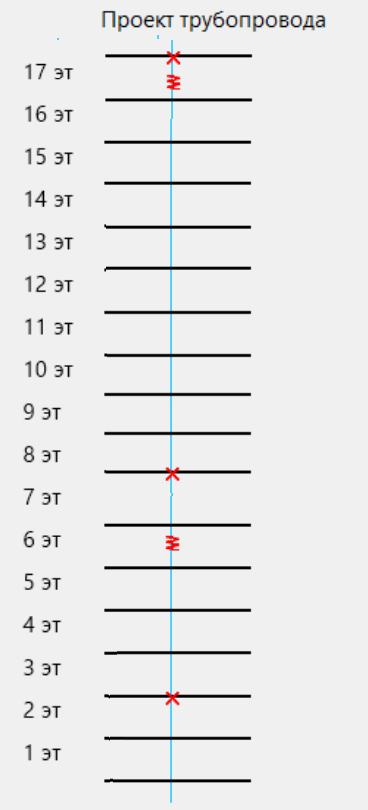 Проект трубопровода
17 эт
16 эт
15 эт
14 эт
13 эт
12 эт
11 эт
10 эт
9 эт
8 эт
7 эт
6 эт
5 эт
4 эт
3 эт
2 эт
1 эт